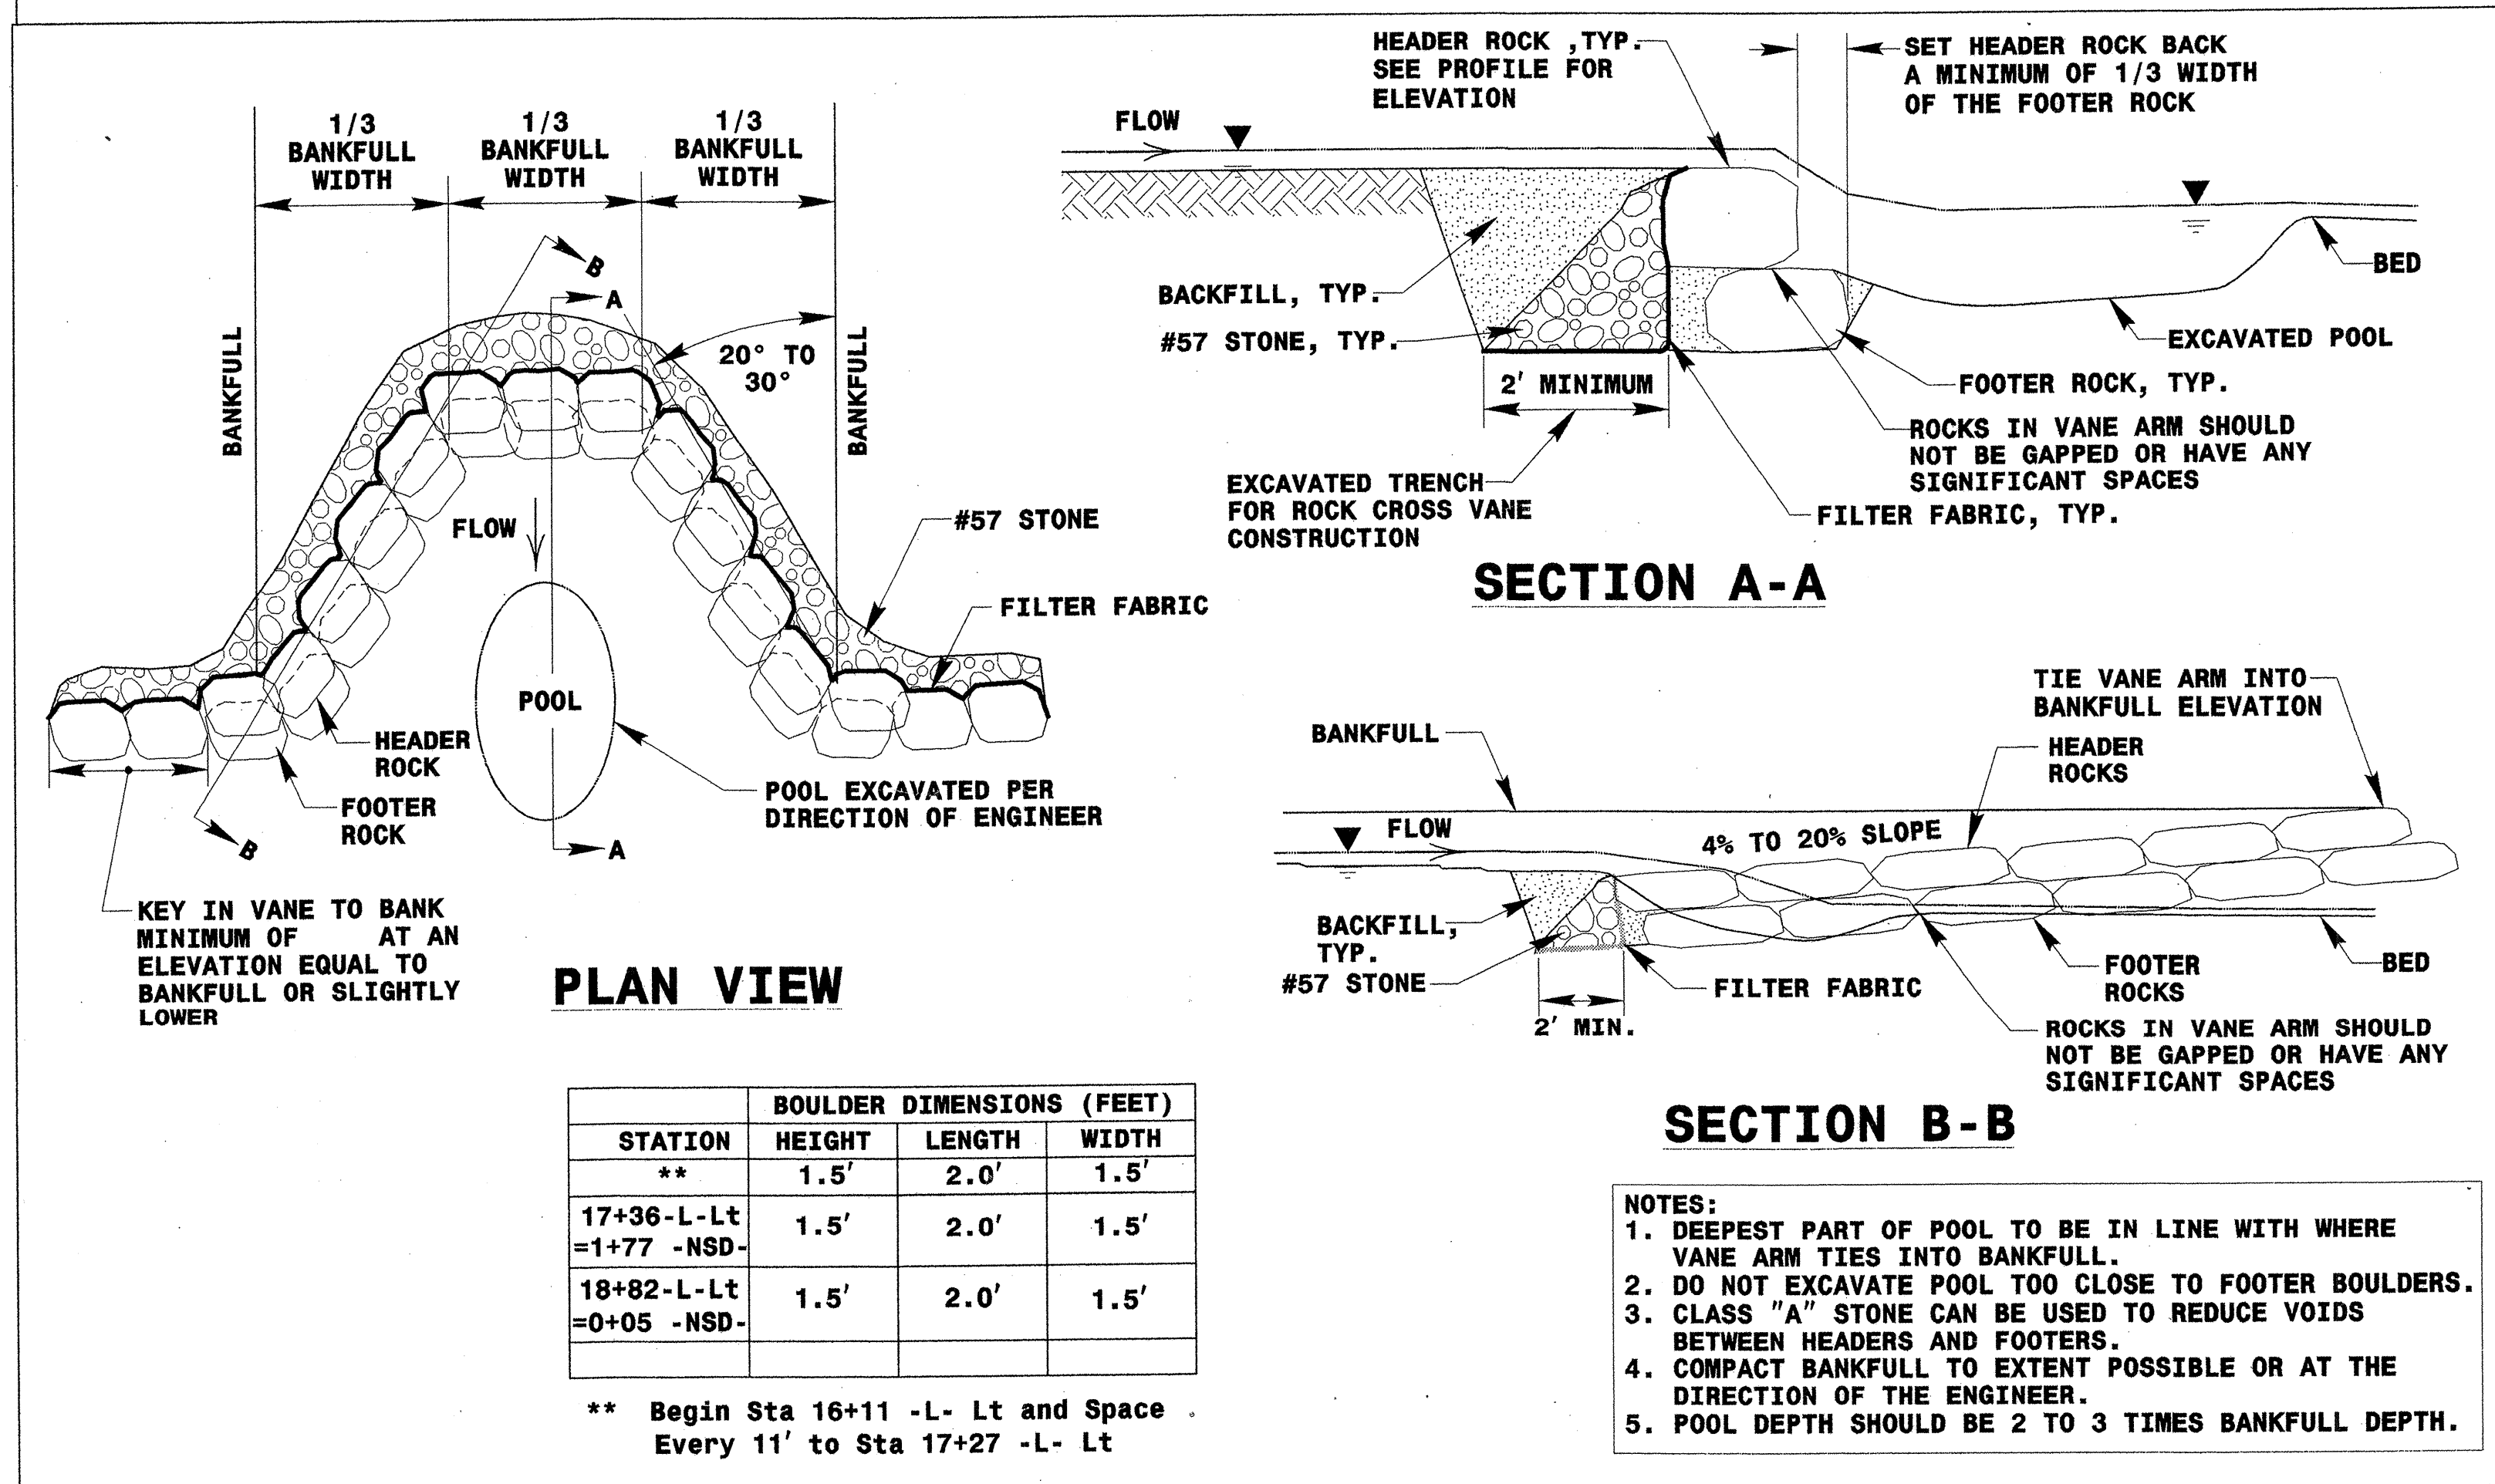 1/3
BANKFULL
WIDTH
1/3
BANKFULL
WIDTH
1/3
BANKFULL
WIDTH
B
A
20° TO
30°
BANKFULL
BANKFULL
FLOW
#57 STONE
FILTER FABRIC
POOL
HEADER
ROCK
FOOTER
ROCK
POOL EXCAVATED PER
DIRECTION OF ENGINEER
B
A
KEY IN VANE TO BANK
MINIMUM OF AT AN
ELEVATION EQUAL TO
BANKFULL OR SLIGHTLY
LOWER
PLAN VIEW
HEADER ROCK ,TYP.
SEE PROFILE FOR
ELEVATION
SET HEADER ROCK BACK
A MINIMUM OF 1/3 WIDTH
OF THE FOOTER ROCK
FLOW
BACKFILL, TYP.
#57 STONE, TYP.
BED
EXCAVATED POOL
2' MINIMUM
FOOTER ROCK, TYP.
ROCKS IN VANE ARM SHOULD
NOT BE GAPPED OR HAVE ANY
SIGNIFICANT SPACES
EXCAVATED TRENCH
FOR ROCK CROSS VANE
CONSTRUCTION
FILTER FABRIC, TYP.
SECTION A-A
TIE VANE ARM INTO
BANKFULL ELEVATION
BANKFULL
HEADER
ROCKS
FLOW
4% TO 20% SLOPE
BACKFILL,
TYP.
#57 STONE
FILTER FABRIC
2' MIN.
FOOTER
ROCKS
BED
ROCKS IN VANE ARM SHOULD
NOT BE GAPPED OR HAVE ANY
SIGNIFICANT SPACES
SECTION B-B
BOULDER DIMENSIONS (FEET)
STATION HEIGHT LENGTH WIDTH
** 1.5' 2.0' 1.5'
17+36-L-Lt
=1+77 -NSD- 1.5' 2.0' 1.5'
18+82-L-Lt
=0+05 -NSD- 1.5' 2.0' 1.5'
** Begin Sta 16+11 -L- Lt and Space
Every 11' to Sta 17+27 -L- Lt
NOTES:
1. DEEPEST PART OF POOL TO BE IN LINE WITH WHERE
VANE ARM TIES INTO BANKFULL.
2. DO NOT EXCAVATE POOL TOO CLOSE TO FOOTER BOULDERS.
3. CLASS "A" STONE CAN BE USED TO REDUCE VOIDS
BETWEEN HEADERS AND FOOTERS.
4. COMPACT BANKFULL TO EXTENT POSSIBLE OR AT THE
DIRECTION OF THE ENGINEER.
5. POOL DEPTH SHOULD BE 2 TO 3 TIMES BANKFULL DEPTH.